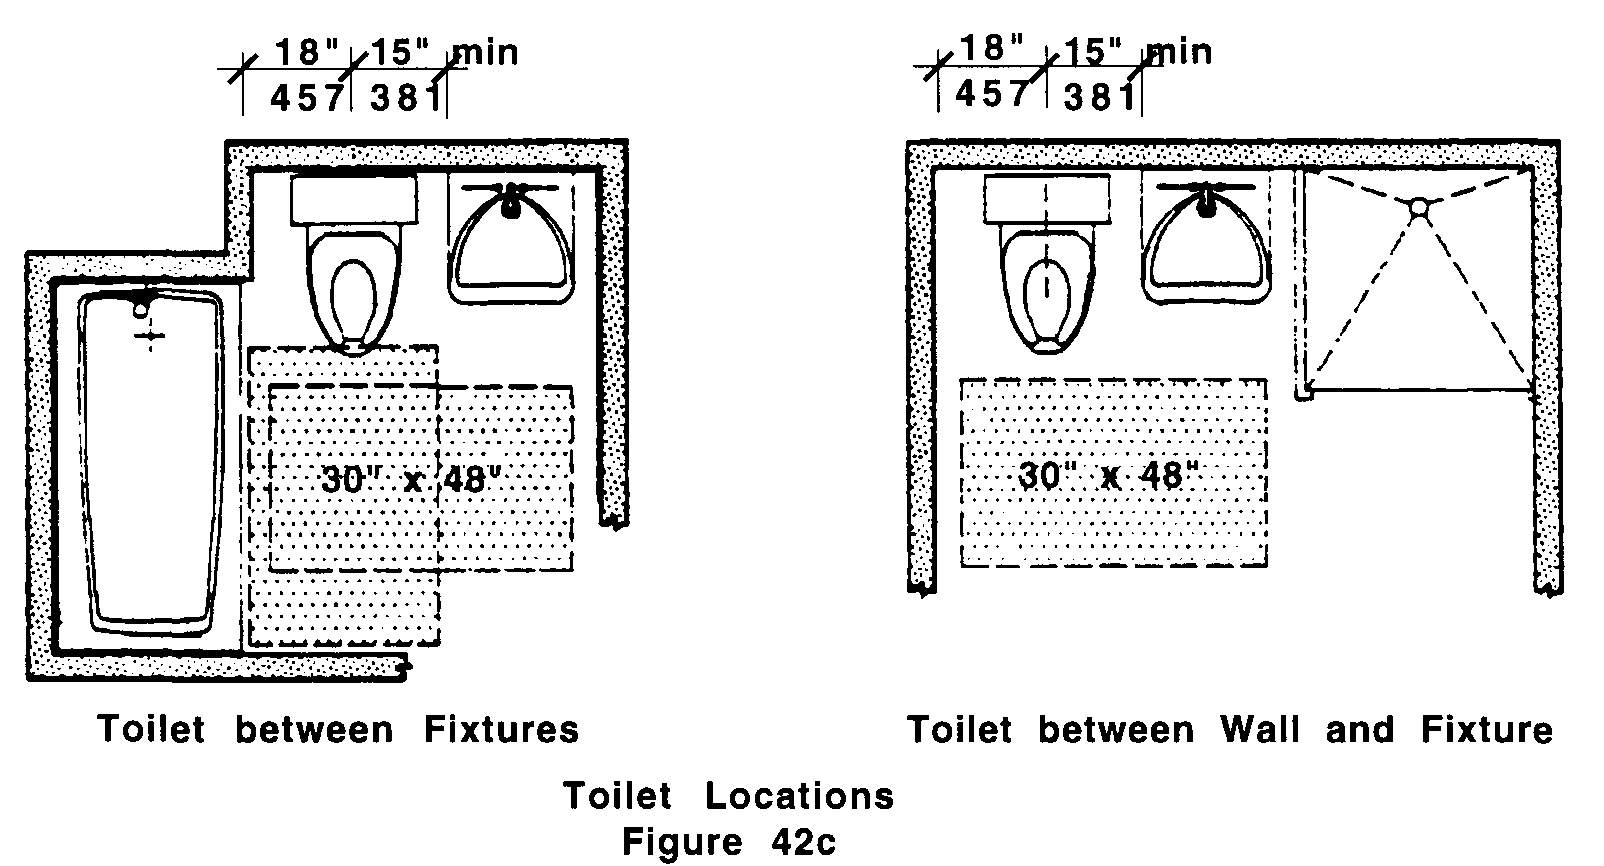 18" 15" min
457 381
18" 15" min
457 381
30" x 48"
30" x 48"
Toilet between Fixtures
Toilet between Wall and Fixture
Toilet Locations
Figure 42c